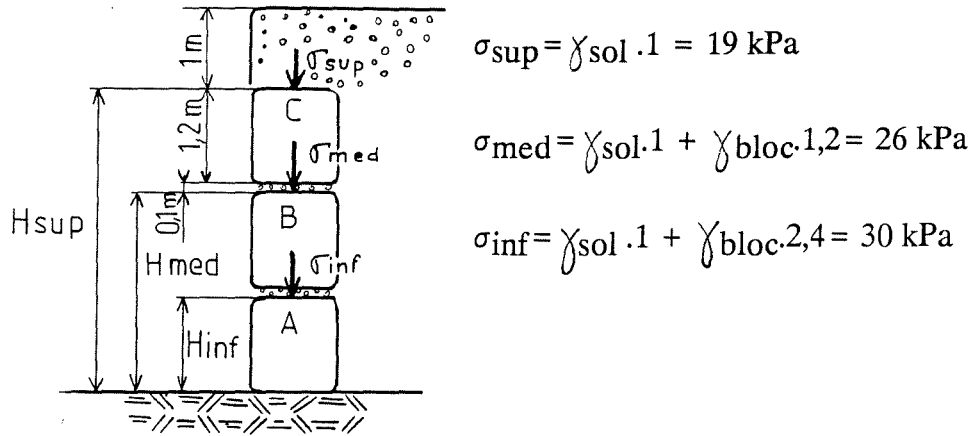 1m
σsup
σsup = γsol .1 = 19 kPa
C
1,2m
σmed
σmed = γsol.1 + γbloc.1,2 = 26 kPa
0,1m
B
Hsup
Hmed
σinf
σinf = γsol .1 + γbloc.2,4 = 30 kPa
A
Hinf